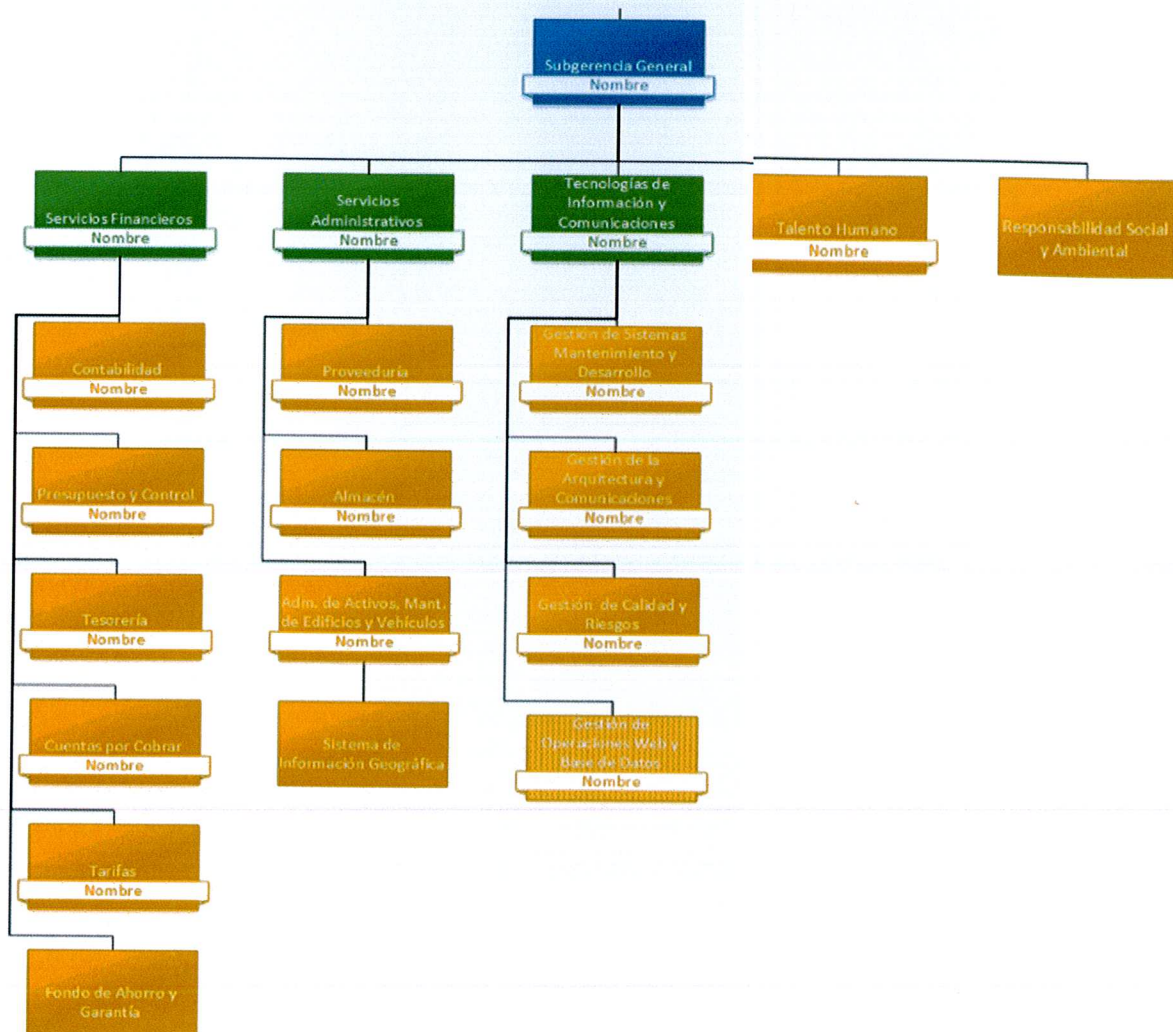 Subgerencia General
Nombre
Servicios Financieros
Nombre
Servicios
Administrativos
Nombre
Tecnologías de
Información y
Comunicaciones
Nombre
Talento Humano
Nombre
Responsabilidad Social
y Ambiental
Contabilidad
Nombre
Presupuesto y Control
Nombre
Tesorería
Nombre
Cuentas por Cobrar
Nombre
Tarifas
Nombre
Fondo de Ahorro y
Garantía
Proveeduría
Nombre
Almacén
Nombre
Adm. de Activos, Mant.
de Edificios y Vehículos
Nombre
Sistema de
Información Geográfica
Gestión de Sistemas
Mantenimiento y
Desarrollo
Nombre
Gestión de la
Arquitectura y
Comunicaciones
Nombre
Gestión de Calidad y
Riesgos
Nombre
Gestión de
Operaciones Web y
Base de Datos
Nombre